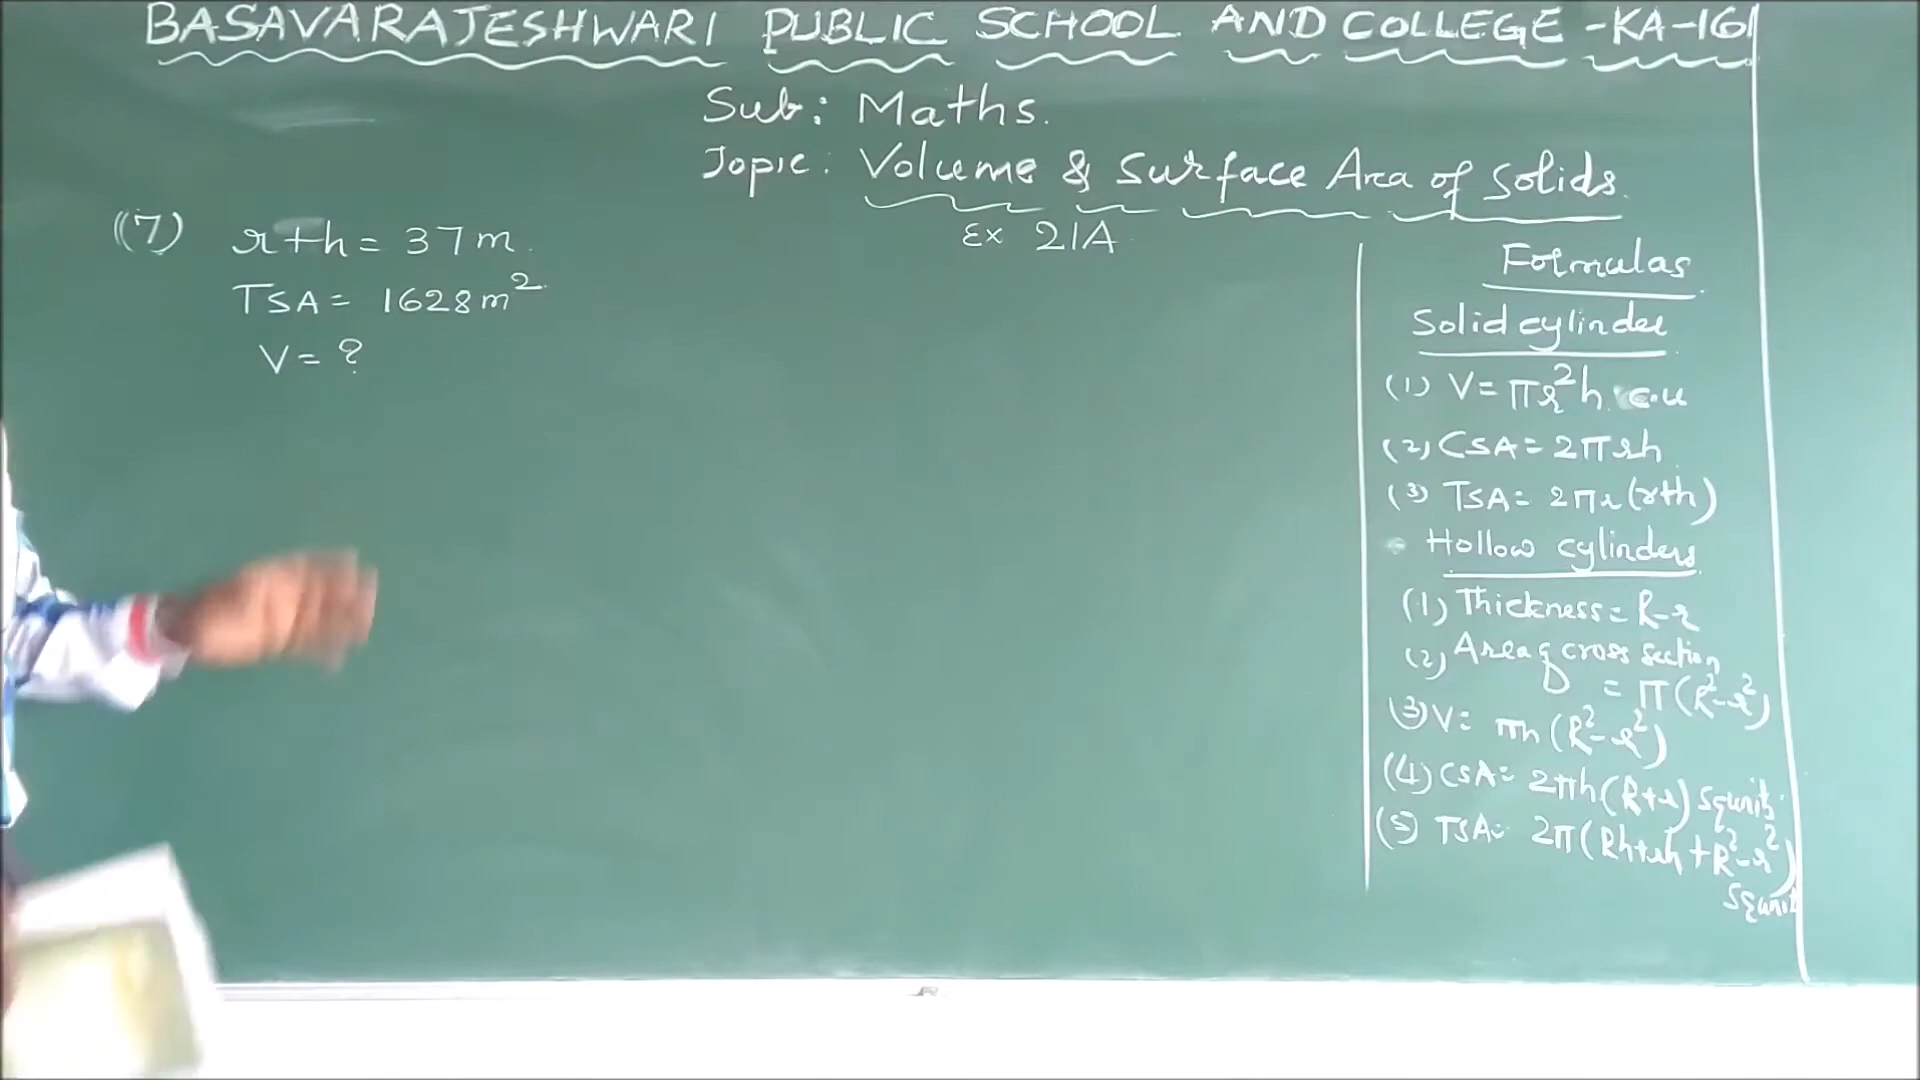 BASAVARAJESHWARI PUBLIC SCHOOL AND COLLEGE -KA-161
Sub: Maths.
Topic: Volume & Surface Area of Solids.
Ex 21A
(7) r+h = 37m.
TSA = 1628m²
V = ?
Formulas
Solid cylinder
(1) V = πr²h c.u
(2) CSA = 2πrh
(3) TSA = 2πr(r+h)
Hollow cylinders
(1) Thickness = R-r
(2) Area of cross section
= π(R²-r²)
(3) V = πh(R²-r²)
(4) CSA = 2πh(R+r) Squnits.
(5) TSA = 2π(Rh+rh+R²-r²)
Squnit